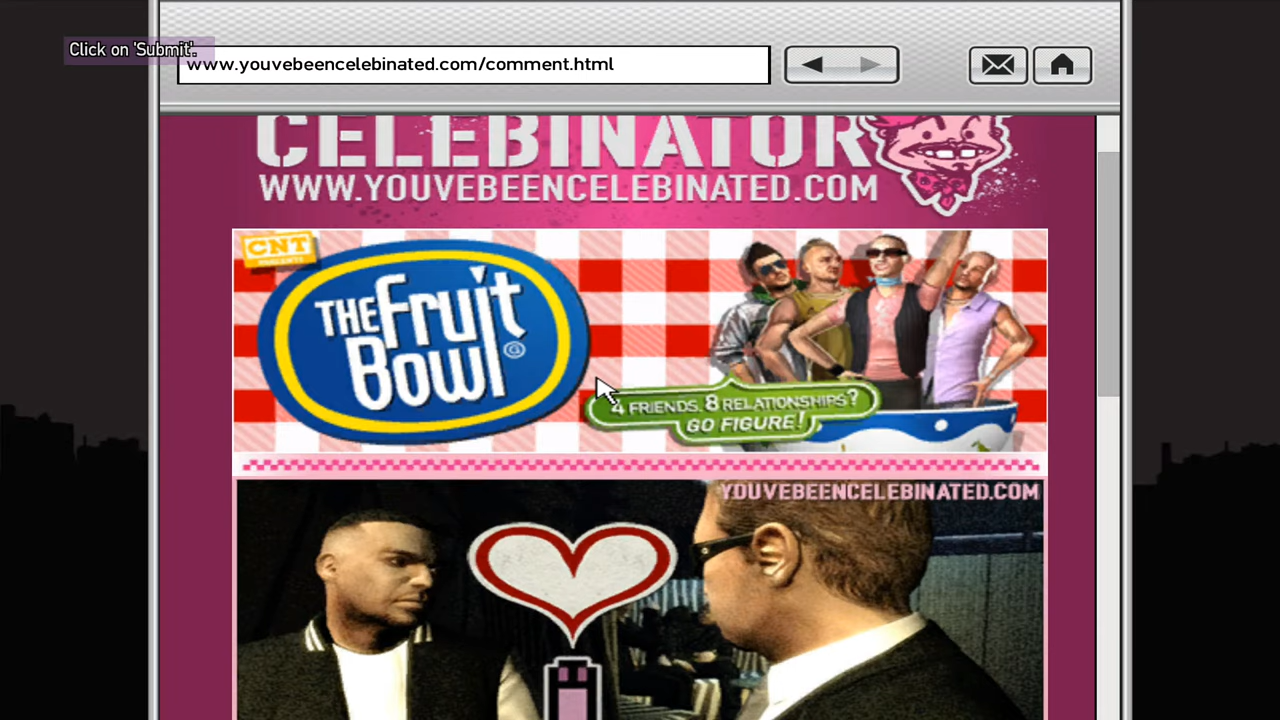 Click on 'Submit'.
www.youvebeencelebinated.com/comment.html
CELEBINATOR
WWW.YOUVEBEENCELEBINATED.COM
CNT
PRESENTS
THE Fruit
Bowl
4 FRIENDS. 8 RELATIONSHIPS?
GO FIGURE!
YOUVEBEENCELEBINATED.COM